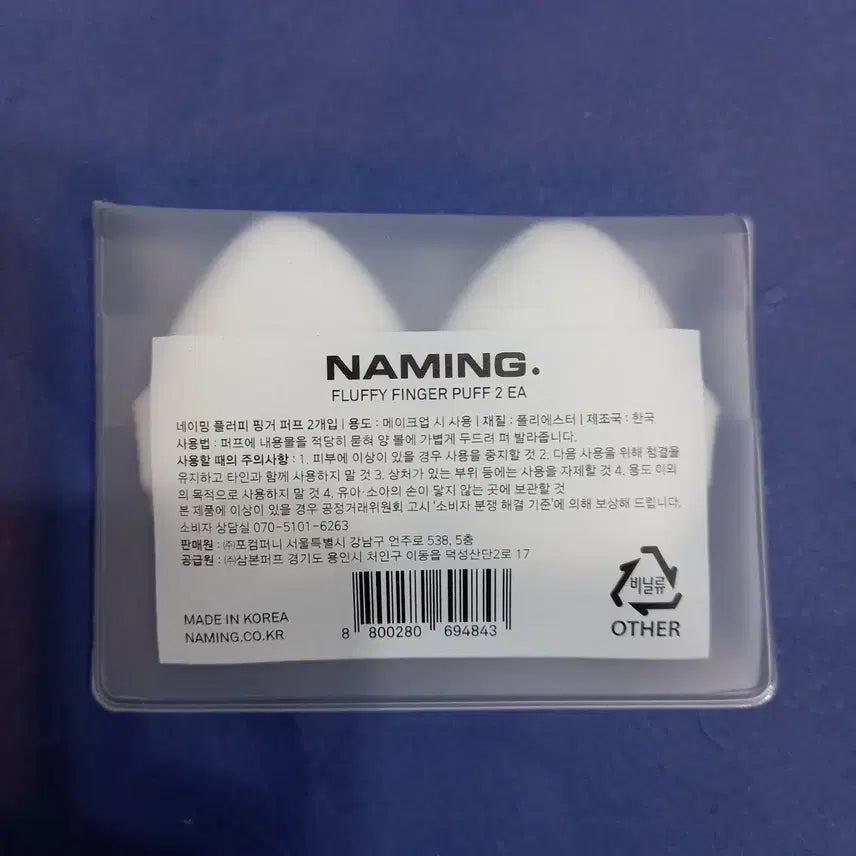 NAMING.
FLUFFY FINGER PUFF 2 EA
네이밍 플러피 핑거 퍼프 2개입 | 용도 : 메이크업 시 사용 | 재질 : 폴리에스터 | 제조국 : 한국
사용법 : 퍼프에 내용물을 적당히 묻혀 양 볼에 가볍게 두드려 펴 발라줍니다.
사용할 때의 주의사항 : 1. 피부에 이상이 있을 경우 사용을 중지할 것 2. 다음 사용을 위해 청결을
유지하고 타인과 함께 사용하지 말 것 3. 상처가 있는 부위 등에는 사용을 자제할 것 4. 용도 이외
의 목적으로 사용하지 말 것 4. 유아·소아의 손이 닿지 않는 곳에 보관할 것
본 제품에 이상이 있을 경우 공정거래위원회 고시 '소비자 분쟁 해결 기준'에 의해 보상해 드립니다.
소비자 상담실 070-5101-6263
판매원 : ㈜포컴퍼니 서울특별시 강남구 언주로 538, 5층
공급원 : ㈜삼본퍼프 경기도 용인시 처인구 이동읍 덕성산단2로 17
MADE IN KOREA
NAMING.CO.KR
8 800280 694843
비닐류
OTHER